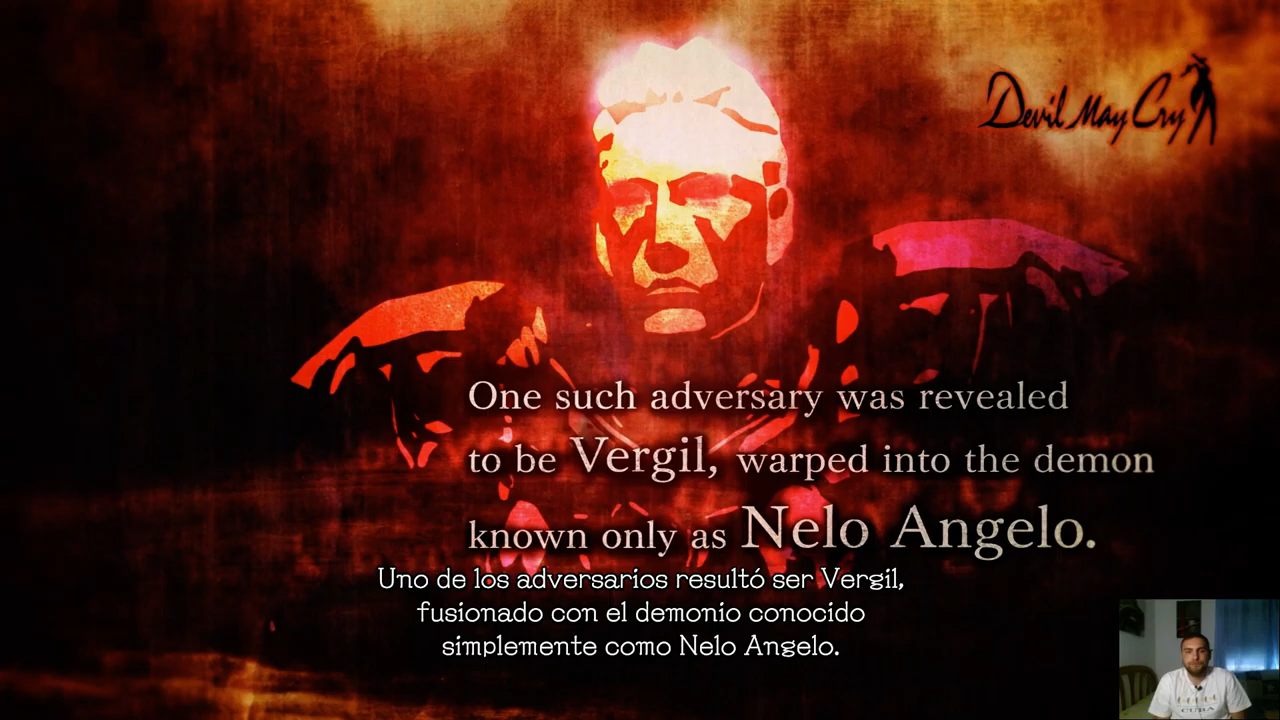 Devil May Cry
One such adversary was revealed
to be Vergil, warped into the demon
known only as Nelo Angelo.
Uno de los adversarios resultó ser Vergil,
fusionado con el demonio conocido
simplemente como Nelo Angelo.
CUBA